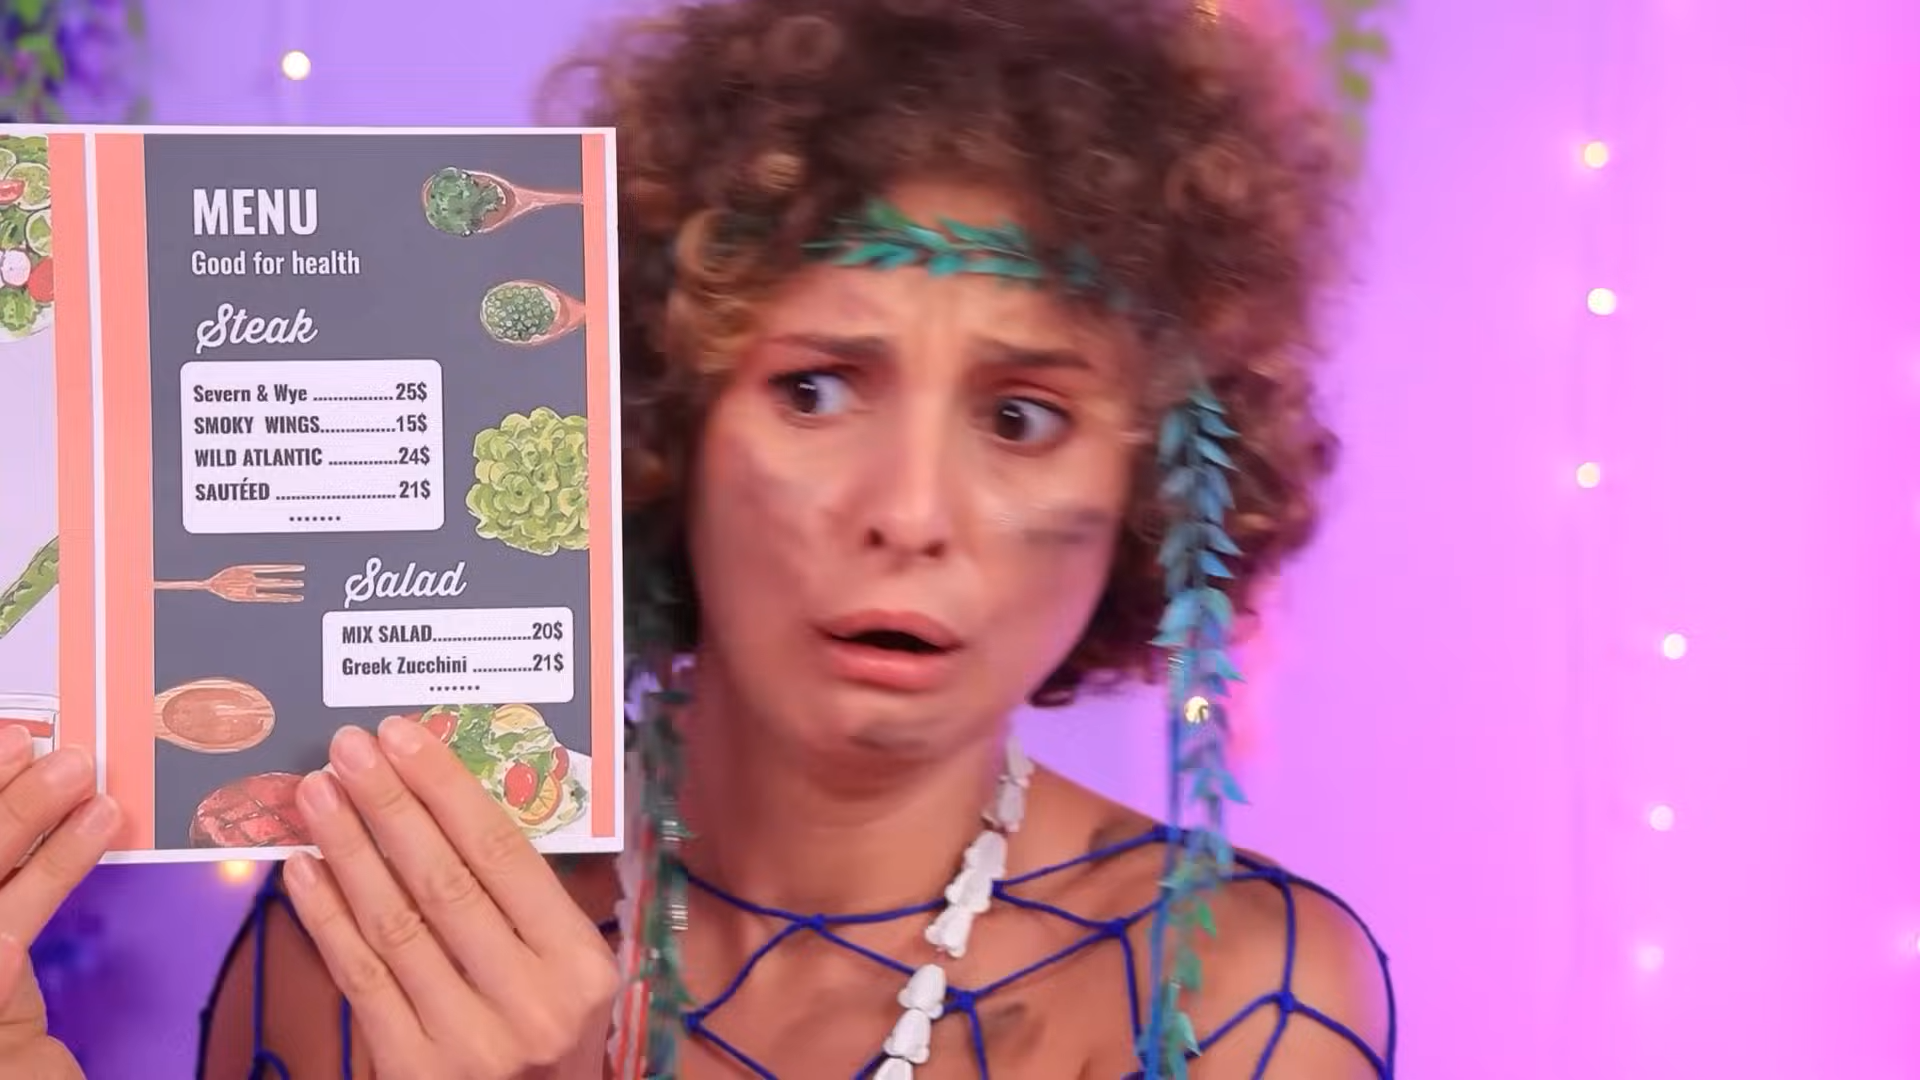 MENU
Good for health
Steak
Severn & Wye ................25$
SMOKY WINGS...............15$
WILD ATLANTIC ..............24$
SAUTÉED ........................21$
.......
Salad
MIX SALAD....................20$
Greek Zucchini ............21$
.......